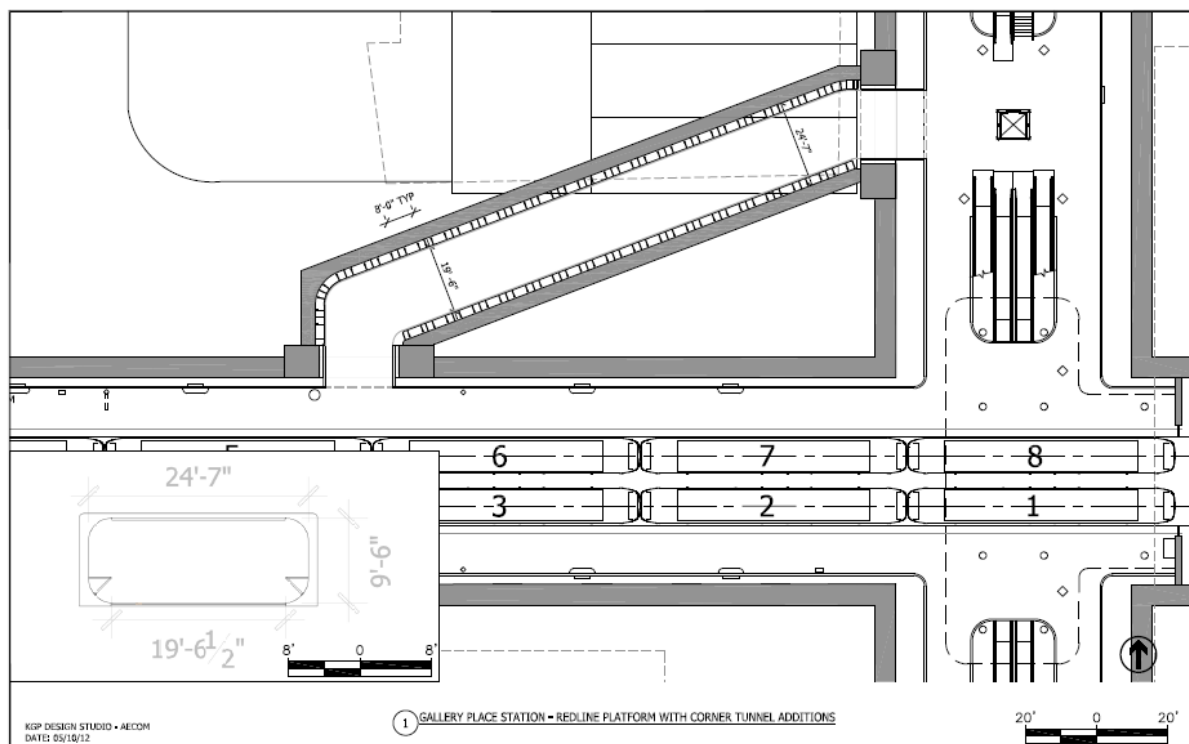 24'-7"
8'-0" TYP
19'-6"
6
7
8
3
2
1
24'-7"
9'-6"
19'-6 1/2"
8' 0 8'
KGP DESIGN STUDIO • AECOM
DATE: 05/10/12
1 GALLERY PLACE STATION - REDLINE PLATFORM WITH CORNER TUNNEL ADDITIONS
20' 0 20'